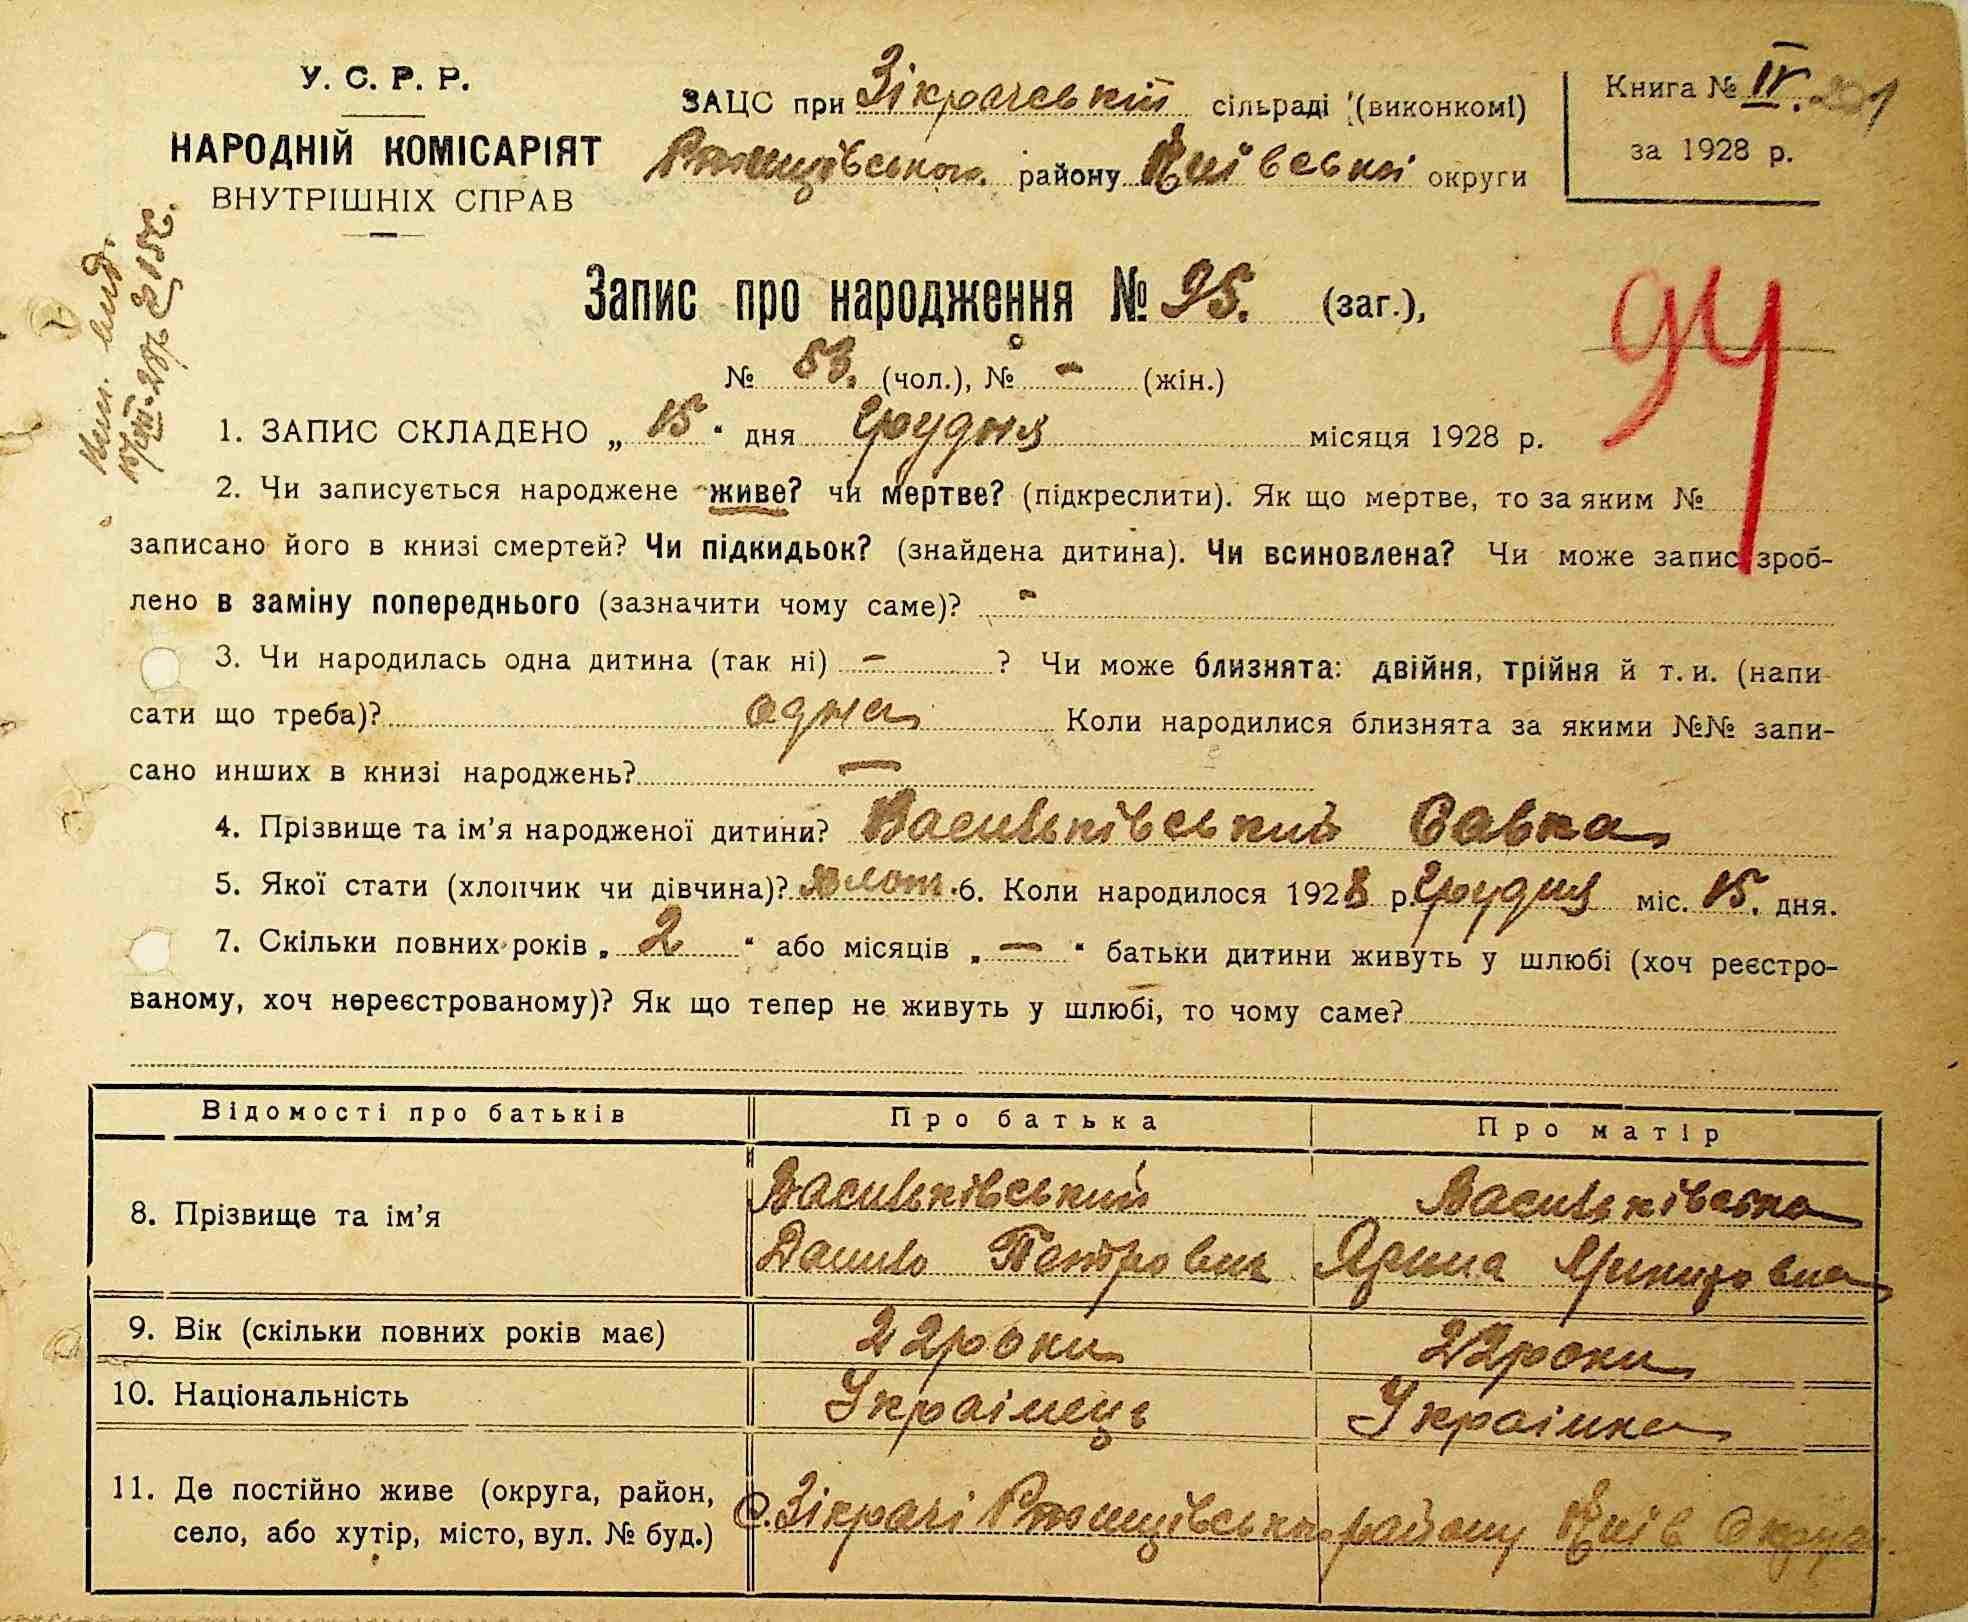 У. С. Р. Р.
НАРОДНІЙ КОМІСАРІЯТ
ВНУТРІШНІХ СПРАВ
ЗАЦС при Зікрачській сільраді (виконкомі)
Ржищівського району Київської округи
Книга № IV.
за 1928 р.
Запис про народження № 95. (заг.),
94
№ 53. (чол.), № - (жін.)
1. ЗАПИС СКЛАДЕНО „ 15 “ дня Грудня місяця 1928 р.
2. Чи записується народжене живе? чи мертве? (підкреслити). Як що мертве, то за яким №
записано його в книзі смертей? Чи підкидьок? (знайдена дитина). Чи всиновлена? Чи може запис зроб-
лено в заміну попереднього (зазначити чому саме)? -
3. Чи народилась одна дитина (так ні) - ? Чи може близнята: двійня, трійня й т. и. (напи-
сати що треба)? одна Коли народилися близнята за якими №№ запи-
сано инших в книзі народжень? —
4. Прізвище та ім’я народженої дитини? Васильківський Савка
5. Якої стати (хлопчик чи дівчина)? 6. Коли народилося 1928 р. Грудня міс. 15. дня.
7. Скільки повних років „ 2 “ або місяців „ — “ батьки дитини живуть у шлюбі (хоч реєстро-
ваному, хоч нереєстрованому)? Як що тепер не живуть у шлюбі, то чому саме?
Відомості про батьків Про батька Про матір
8. Прізвище та ім’я
Васильківський Васильківська
Данило Петрович Ярина
9. Вік (скільки повних років має) 22 роки 22 роки
10. Національність Українець Українка
11. Де постійно живе (округа, район,
село, або хутір, місто, вул. № буд.)
с. Зікрачі Ржищівського району Київ Округ.